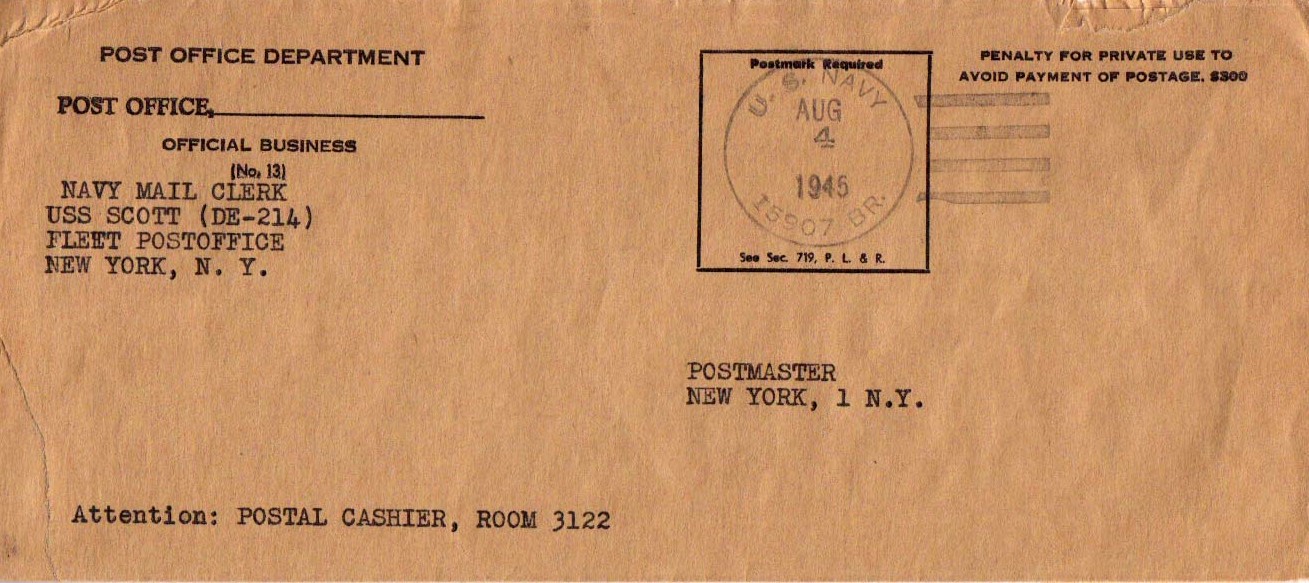 POST OFFICE DEPARTMENT
POST OFFICE,
OFFICIAL BUSINESS
(No. 13)
NAVY MAIL CLERK
USS SCOTT (DE-214)
FLEET POSTOFFICE
NEW YORK, N. Y.
Postmark Required
U. S. NAVY
AUG
4
1945
15907 BR.
See Sec. 719, P. L. & R.
PENALTY FOR PRIVATE USE TO
AVOID PAYMENT OF POSTAGE, $300
POSTMASTER
NEW YORK, 1 N.Y.
Attention: POSTAL CASHIER, ROOM 3122